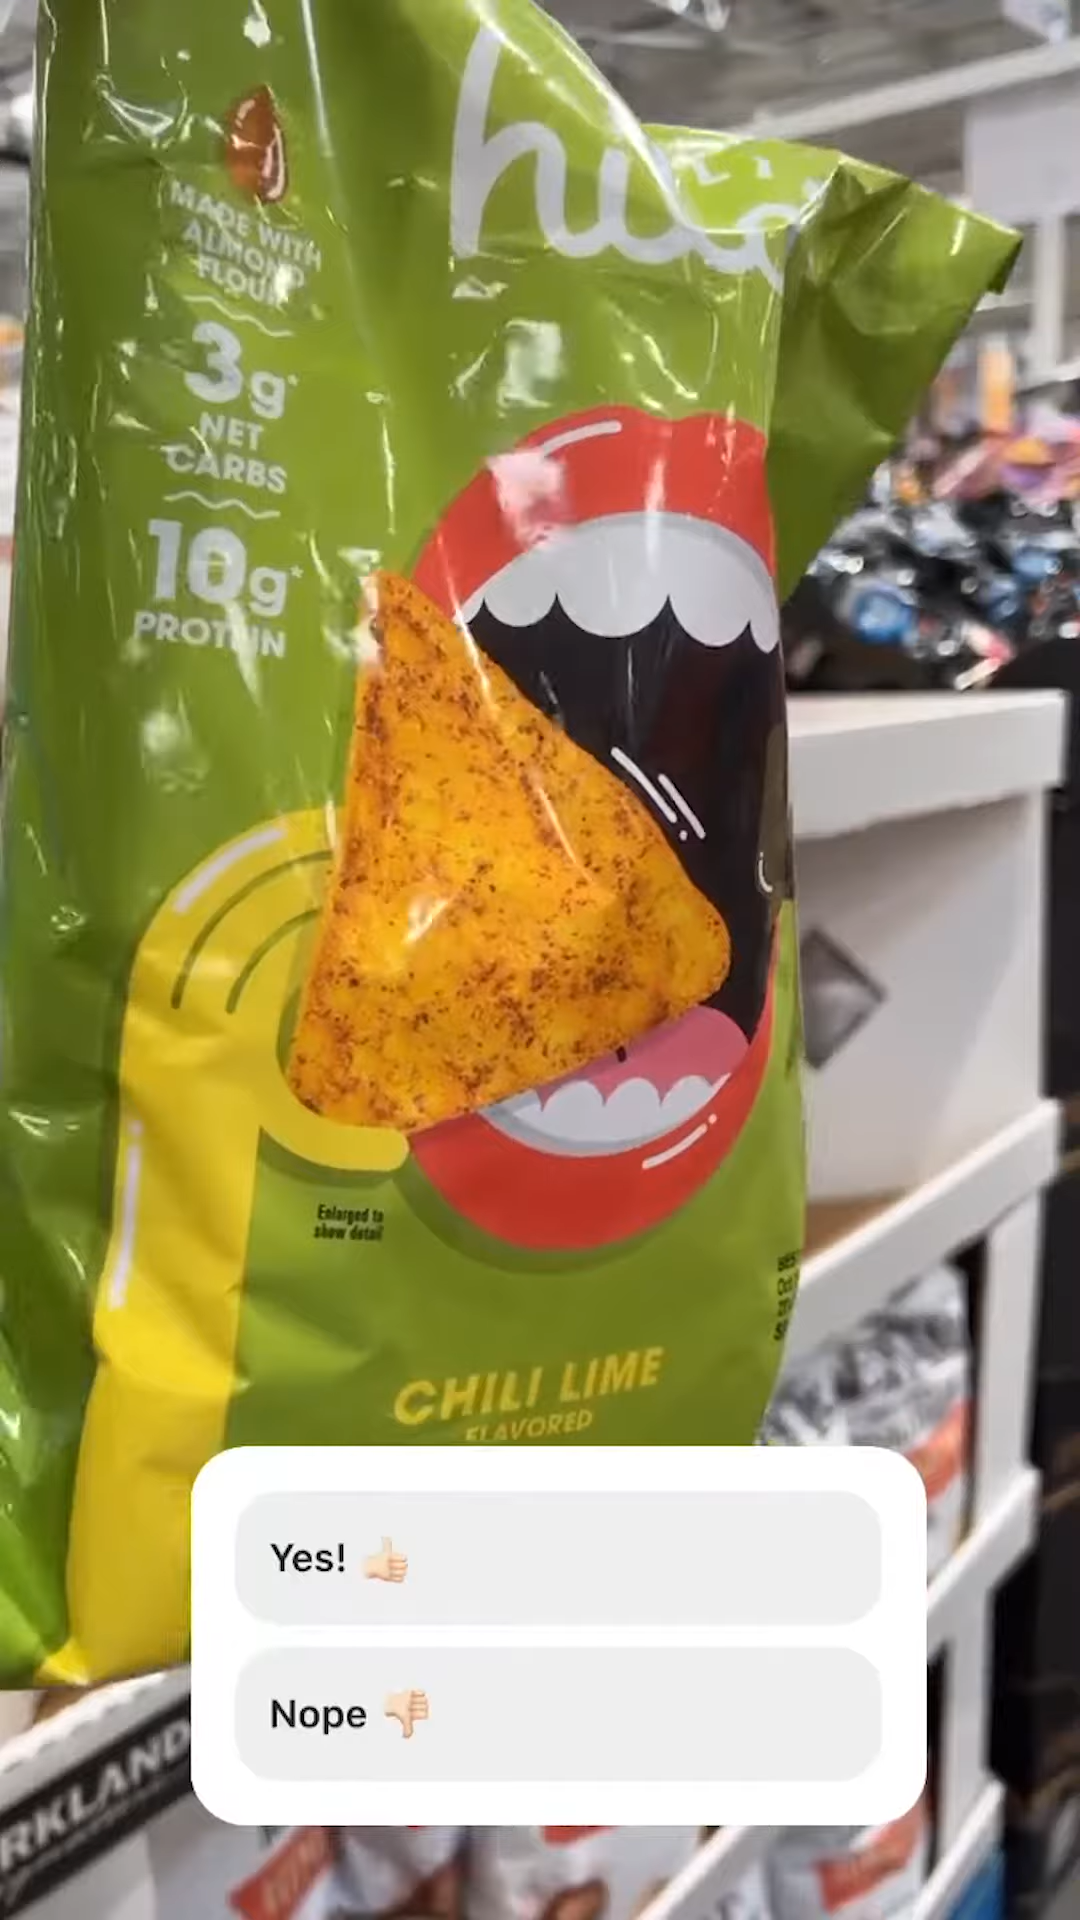 MADE WITH
ALMOND
FLOUR
3g*
NET
CARBS
10g*
PROTEIN
Enlarged to
show detail
CHILI LIME
FLAVORED
Yes! 👍🏻
Nope 👎🏻